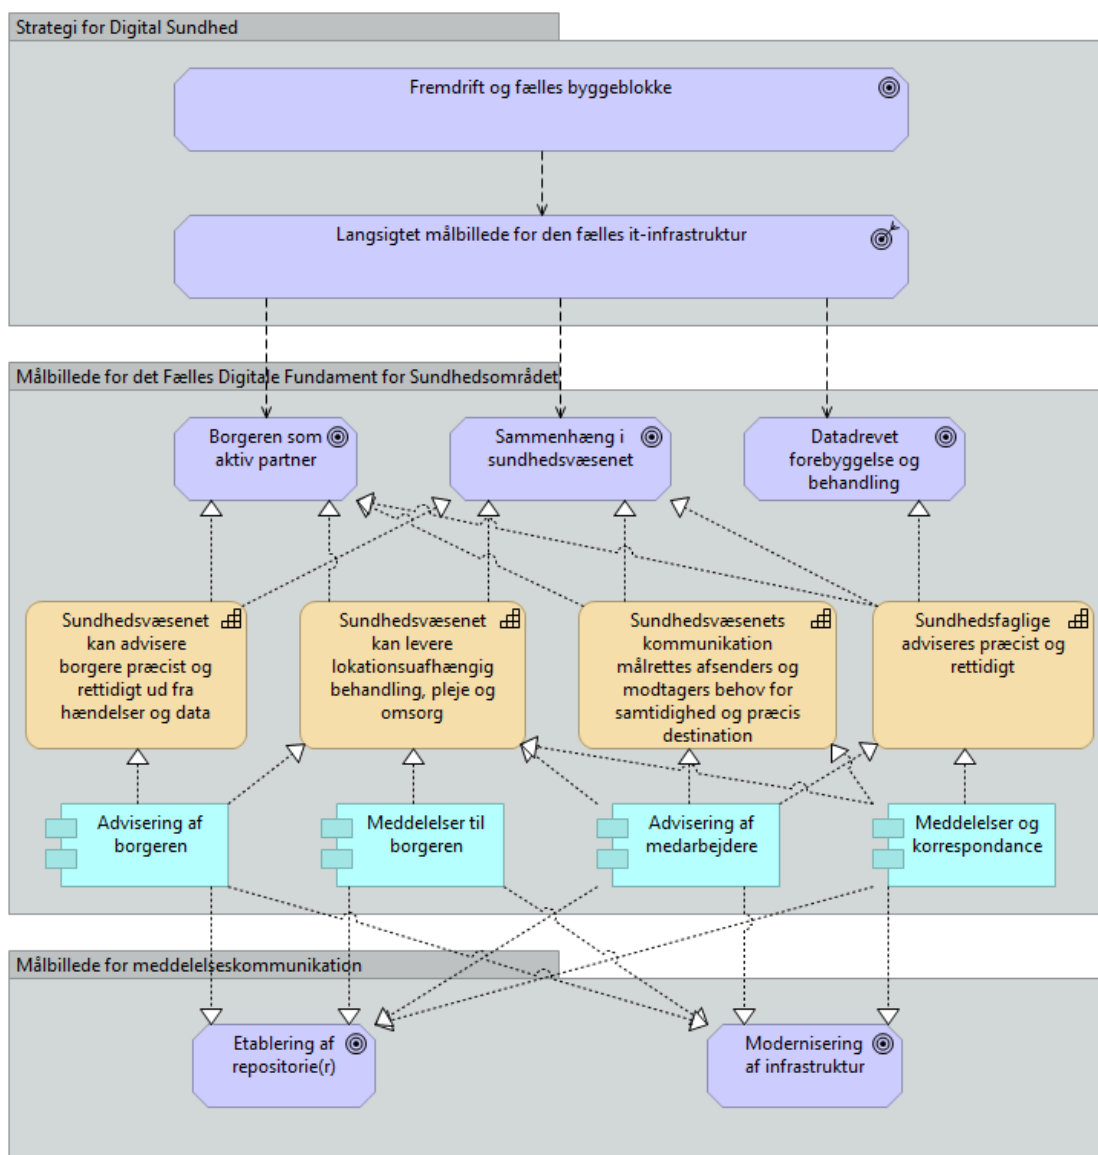 Strategi for Digital Sundhed
Fremdrift og fælles byggeblokke
Langsigtet målbillede for den fælles it-infrastruktur
Målbillede for det Fælles Digitale Fundament for Sundhedsområdet
Borgeren som
aktiv partner
Sammenhæng i
sundhedsvæsenet
Datadrevet
forebyggelse og
behandling
Sundhedsvæsenet
kan advisere
borgere præcist og
rettidigt ud fra
hændelser og data
Sundhedsvæsenet
kan levere
lokationsuafhængig
behandling, pleje og
omsorg
Sundhedsvæsenets
kommunikation
målrettes afsenders og
modtagers behov for
samtidighed og præcis
destination
Sundhedsfaglige
adviseres præcist og
rettidigt
Advisering af
borgeren
Meddelelser til
borgeren
Advisering af
medarbejdere
Meddelelser og
korrespondance
Målbillede for meddelelseskommunikation
Etablering af
repositorie(r)
Modernisering
af infrastruktur